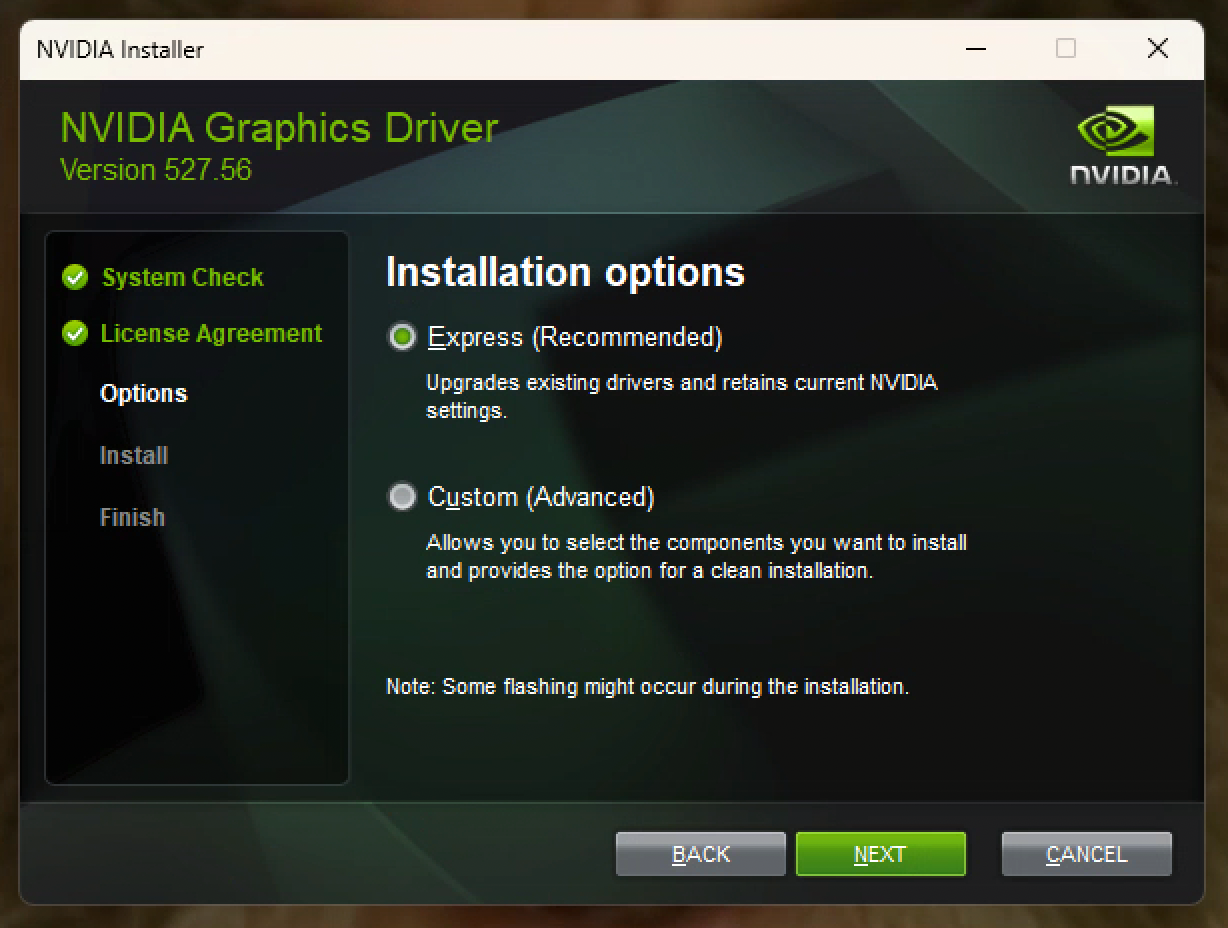 NVIDIA Installer
NVIDIA Graphics Driver
Version 527.56
NVIDIA.
System Check
License Agreement
Options
Install
Finish
Installation options
Express (Recommended)
Upgrades existing drivers and retains current NVIDIA
settings.
Custom (Advanced)
Allows you to select the components you want to install
and provides the option for a clean installation.
Note: Some flashing might occur during the installation.
BACK
NEXT
CANCEL